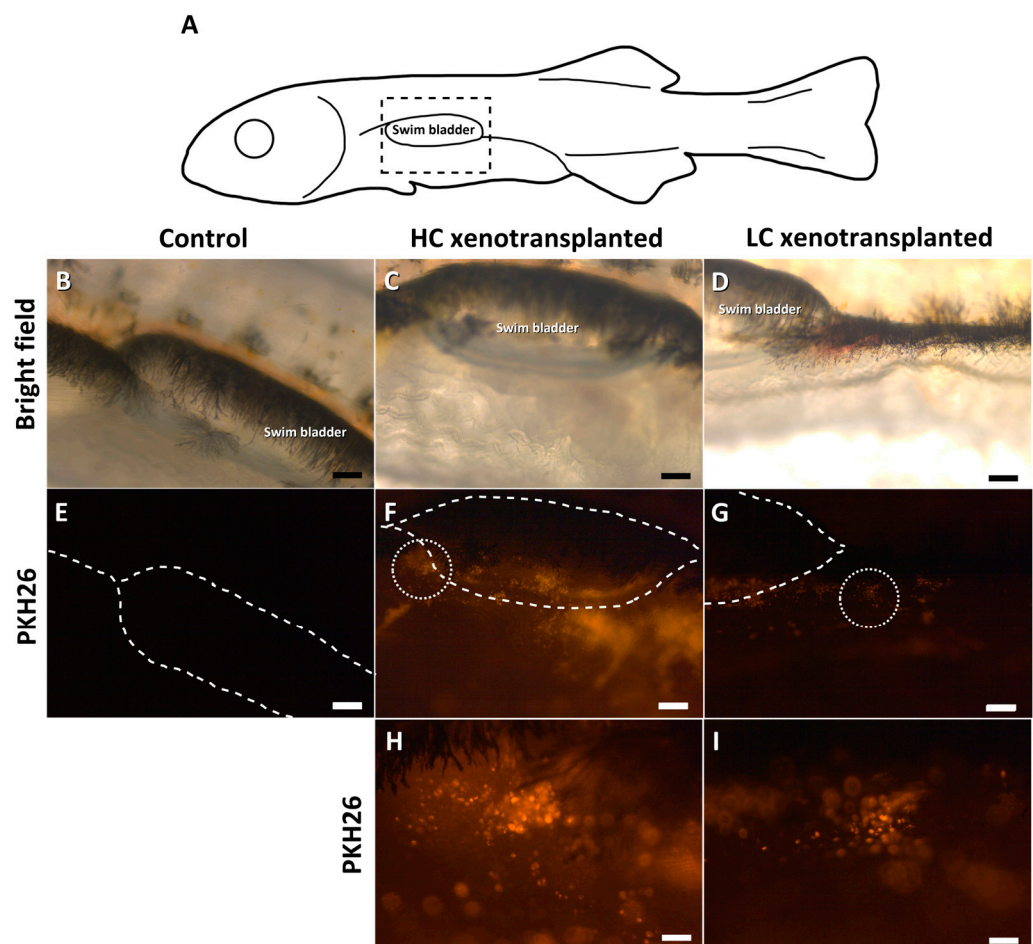 A
Swim bladder
Control
HC xenotransplanted
LC xenotransplanted
Bright field
B
Swim bladder
C
Swim bladder
D
Swim bladder
PKH26
E
F
G
PKH26
H
I